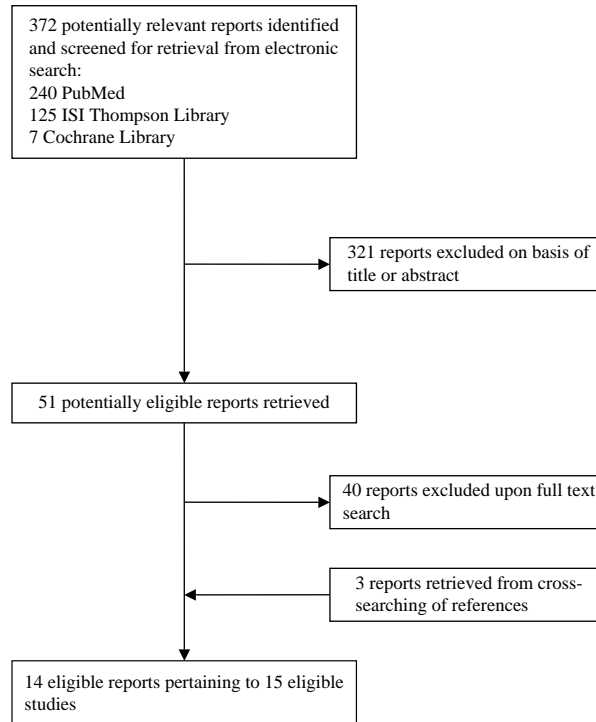 372 potentially relevant reports identified
and screened for retrieval from electronic
search:
240 PubMed
125 ISI Thompson Library
7 Cochrane Library
321 reports excluded on basis of
title or abstract
51 potentially eligible reports retrieved
40 reports excluded upon full text
search
3 reports retrieved from cross-
searching of references
14 eligible reports pertaining to 15 eligible
studies